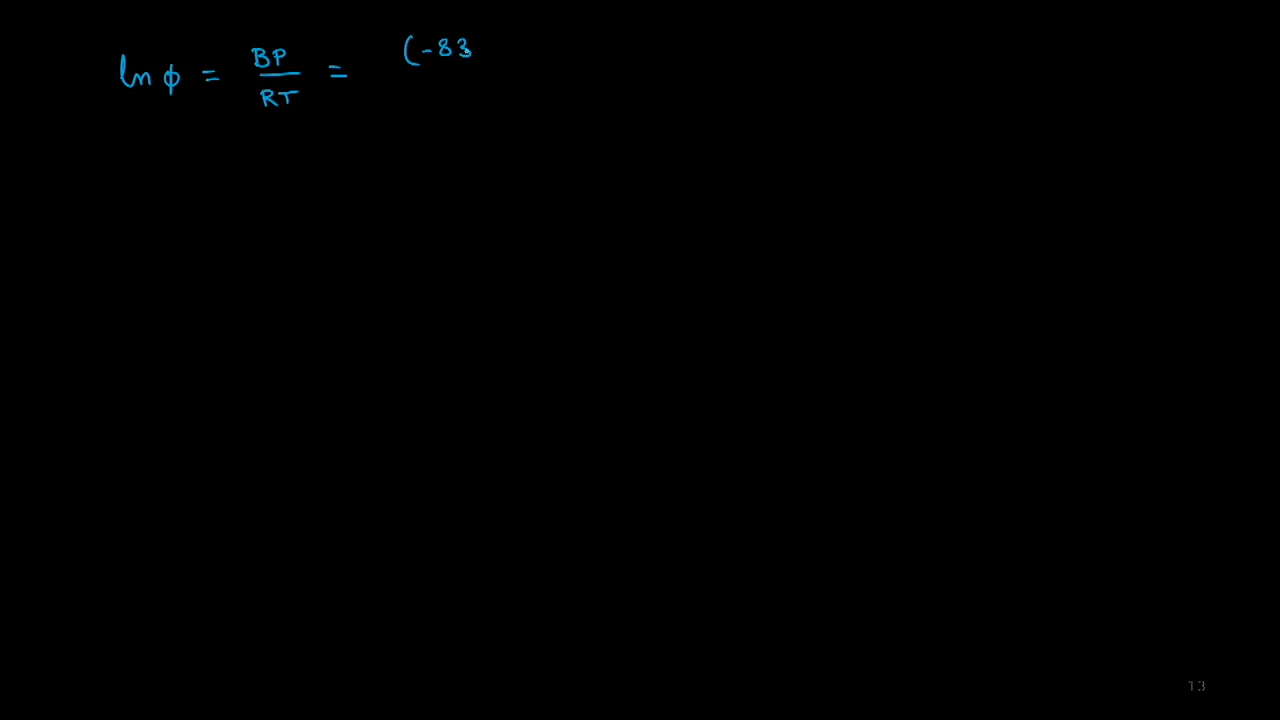 ln φ = BP/RT = (-83
13